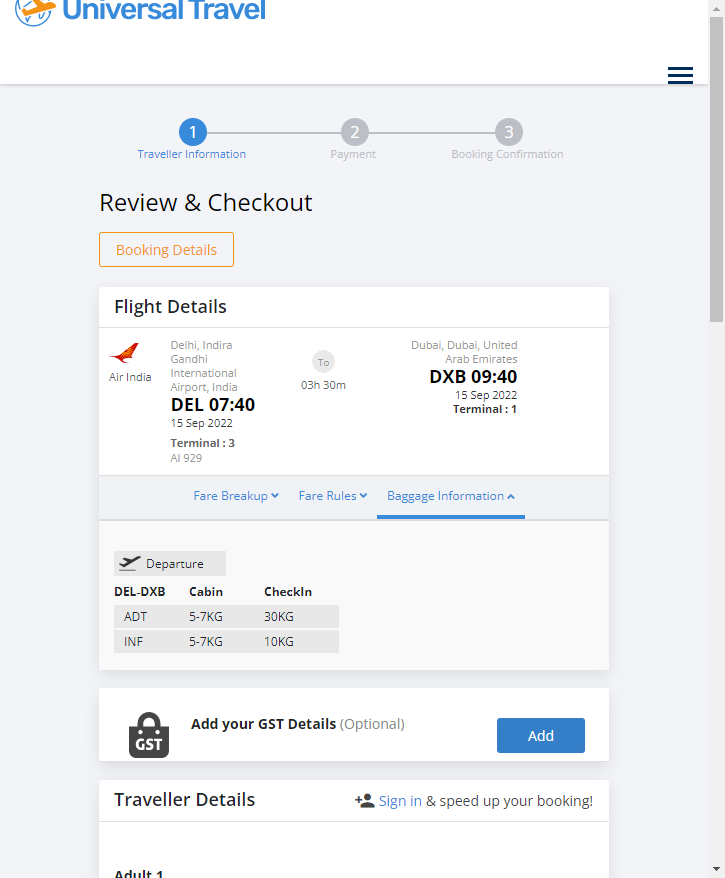 Universal Travel
1 2 3
Traveller Information Payment Booking Confirmation
Review & Checkout
Booking Details
Flight Details
Air India
Delhi, Indira
Gandhi
International
Airport, India
DEL 07:40
15 Sep 2022
Terminal : 3
AI 929
To
03h 30m
Dubai, Dubai, United
Arab Emirates
DXB 09:40
15 Sep 2022
Terminal : 1
Fare Breakup Fare Rules Baggage Information
Departure
DEL-DXB Cabin CheckIn
ADT 5-7KG 30KG
INF 5-7KG 10KG
GST
Add your GST Details (Optional)
Add
Traveller Details
Sign in & speed up your booking!
Adult 1